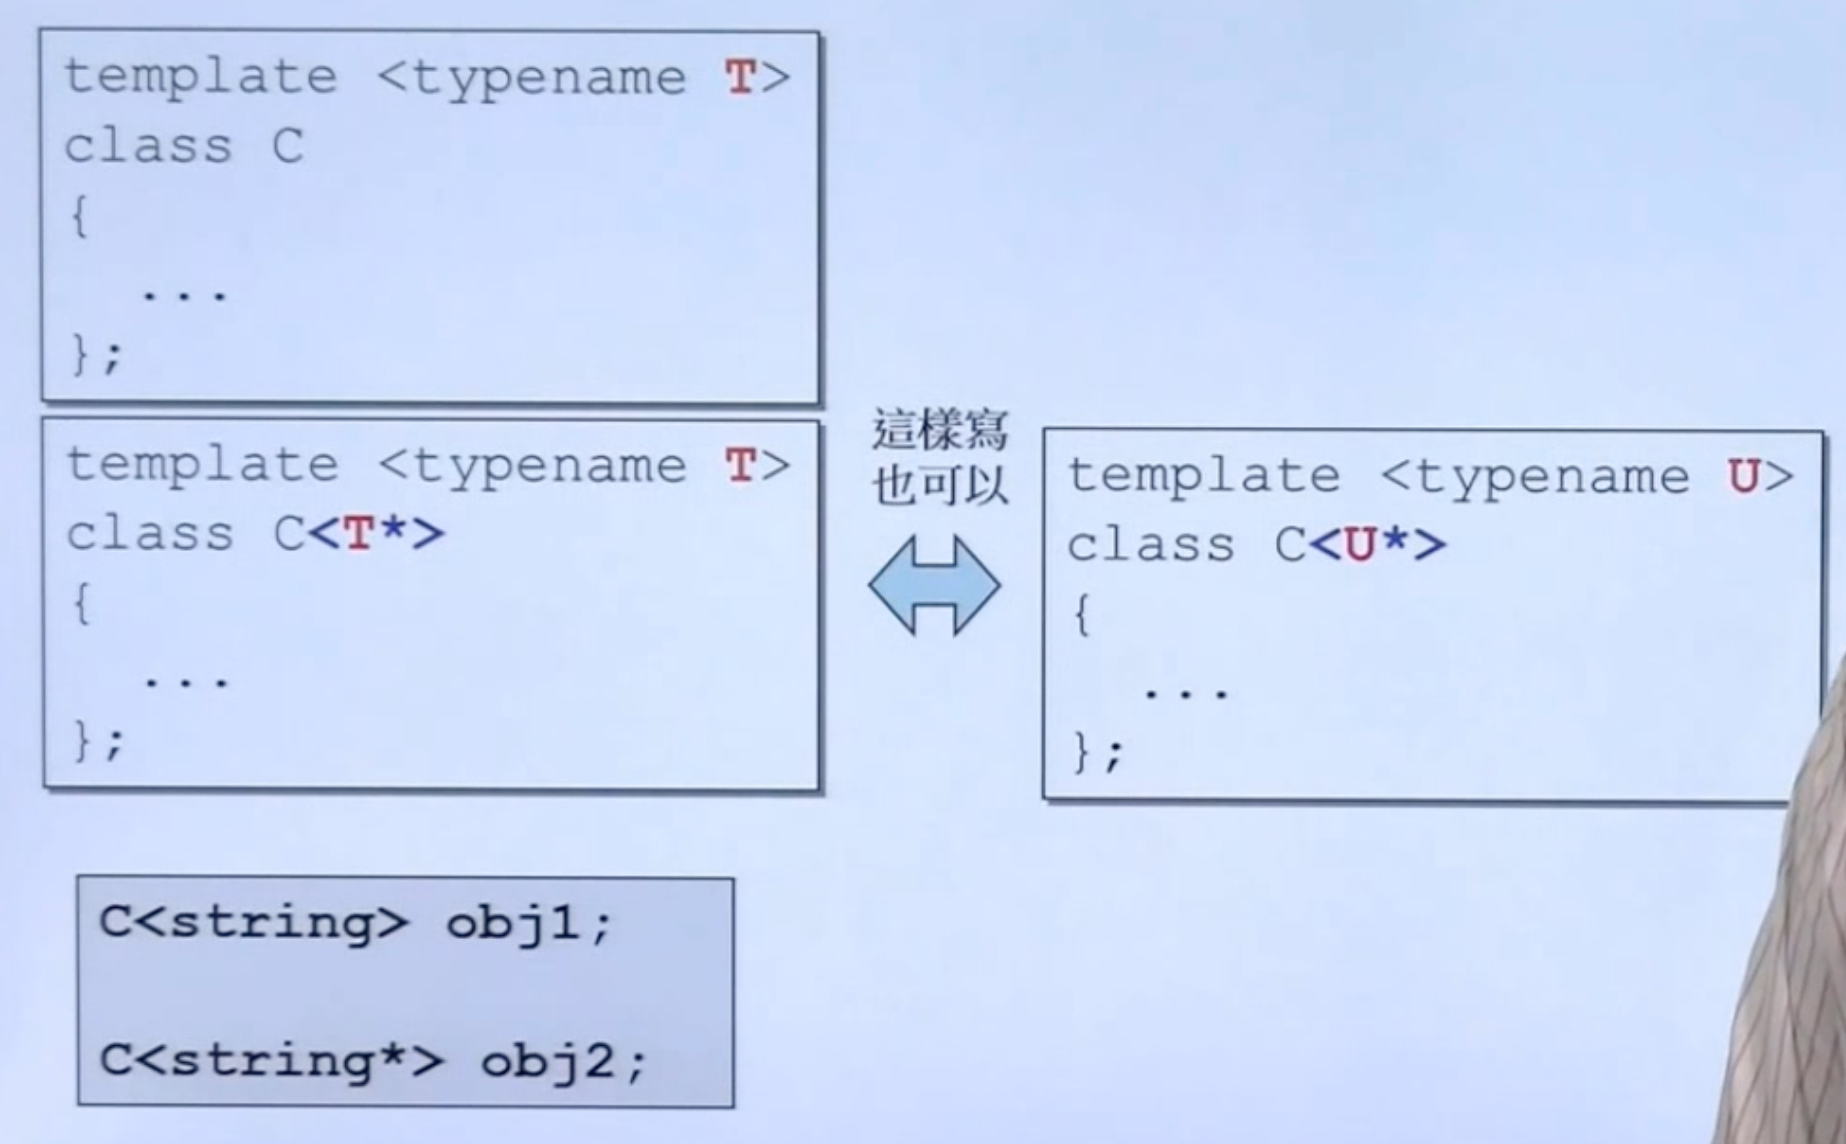 template <typename T>
class C
{
...
};
template <typename T>
class C<T*>
{
...
};
這樣寫
也可以
template <typename U>
class C<U*>
{
...
};
C<string> obj1;
C<string*> obj2;